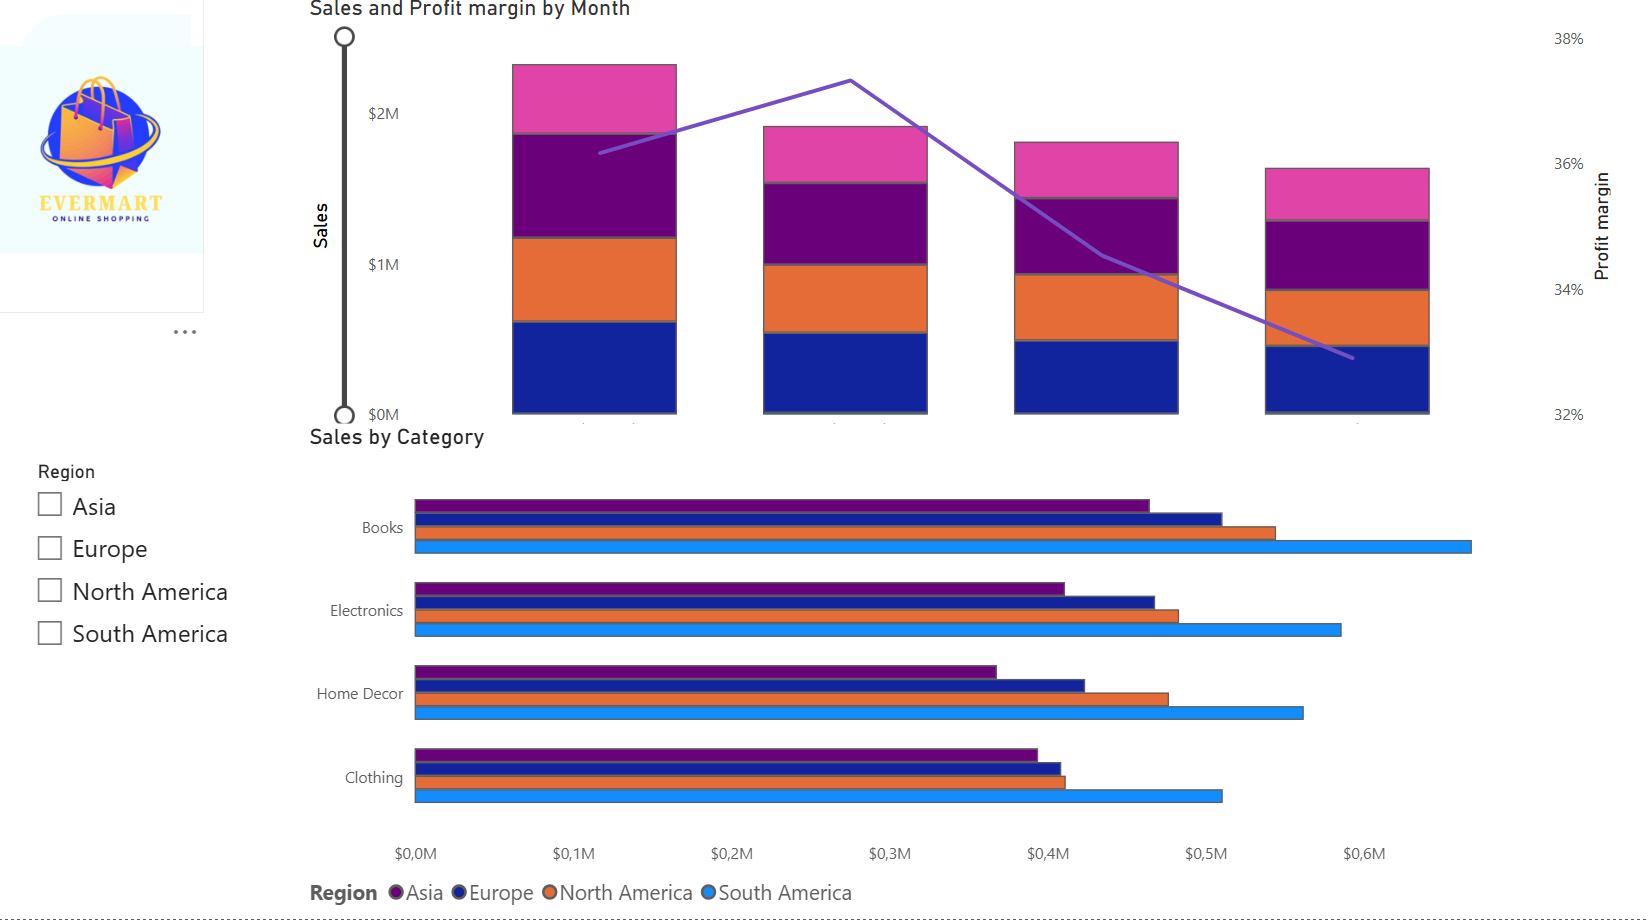 Sales and Profit margin by Month
38%
$2M
36%
EVERMART
ONLINE SHOPPING
Sales
Profit margin
$1M
34%
$0M
32%
Sales by Category
Region
Asia
Europe
North America
South America
Books
Electronics
Home Decor
Clothing
$0,0M $0,1M $0,2M $0,3M $0,4M $0,5M $0,6M
Region Asia Europe North America South America